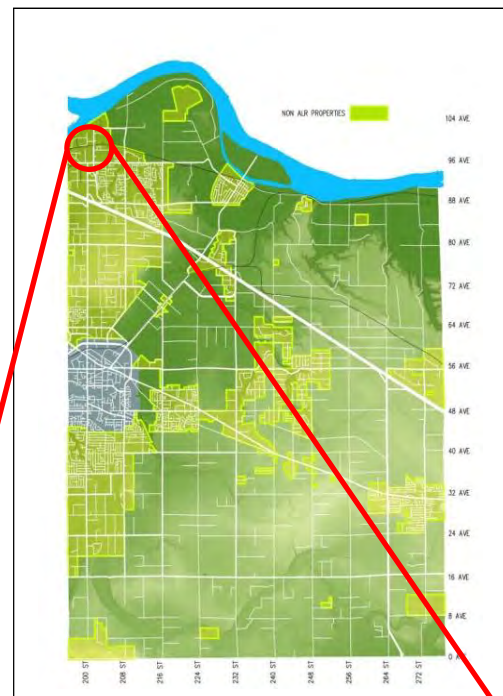 NON ALR PROPERTIES
104 AVE
96 AVE
88 AVE
80 AVE
72 AVE
64 AVE
56 AVE
48 AVE
40 AVE
32 AVE
24 AVE
16 AVE
8 AVE
0 AVE
200 ST
208 ST
216 ST
224 ST
232 ST
240 ST
248 ST
256 ST
264 ST
272 ST